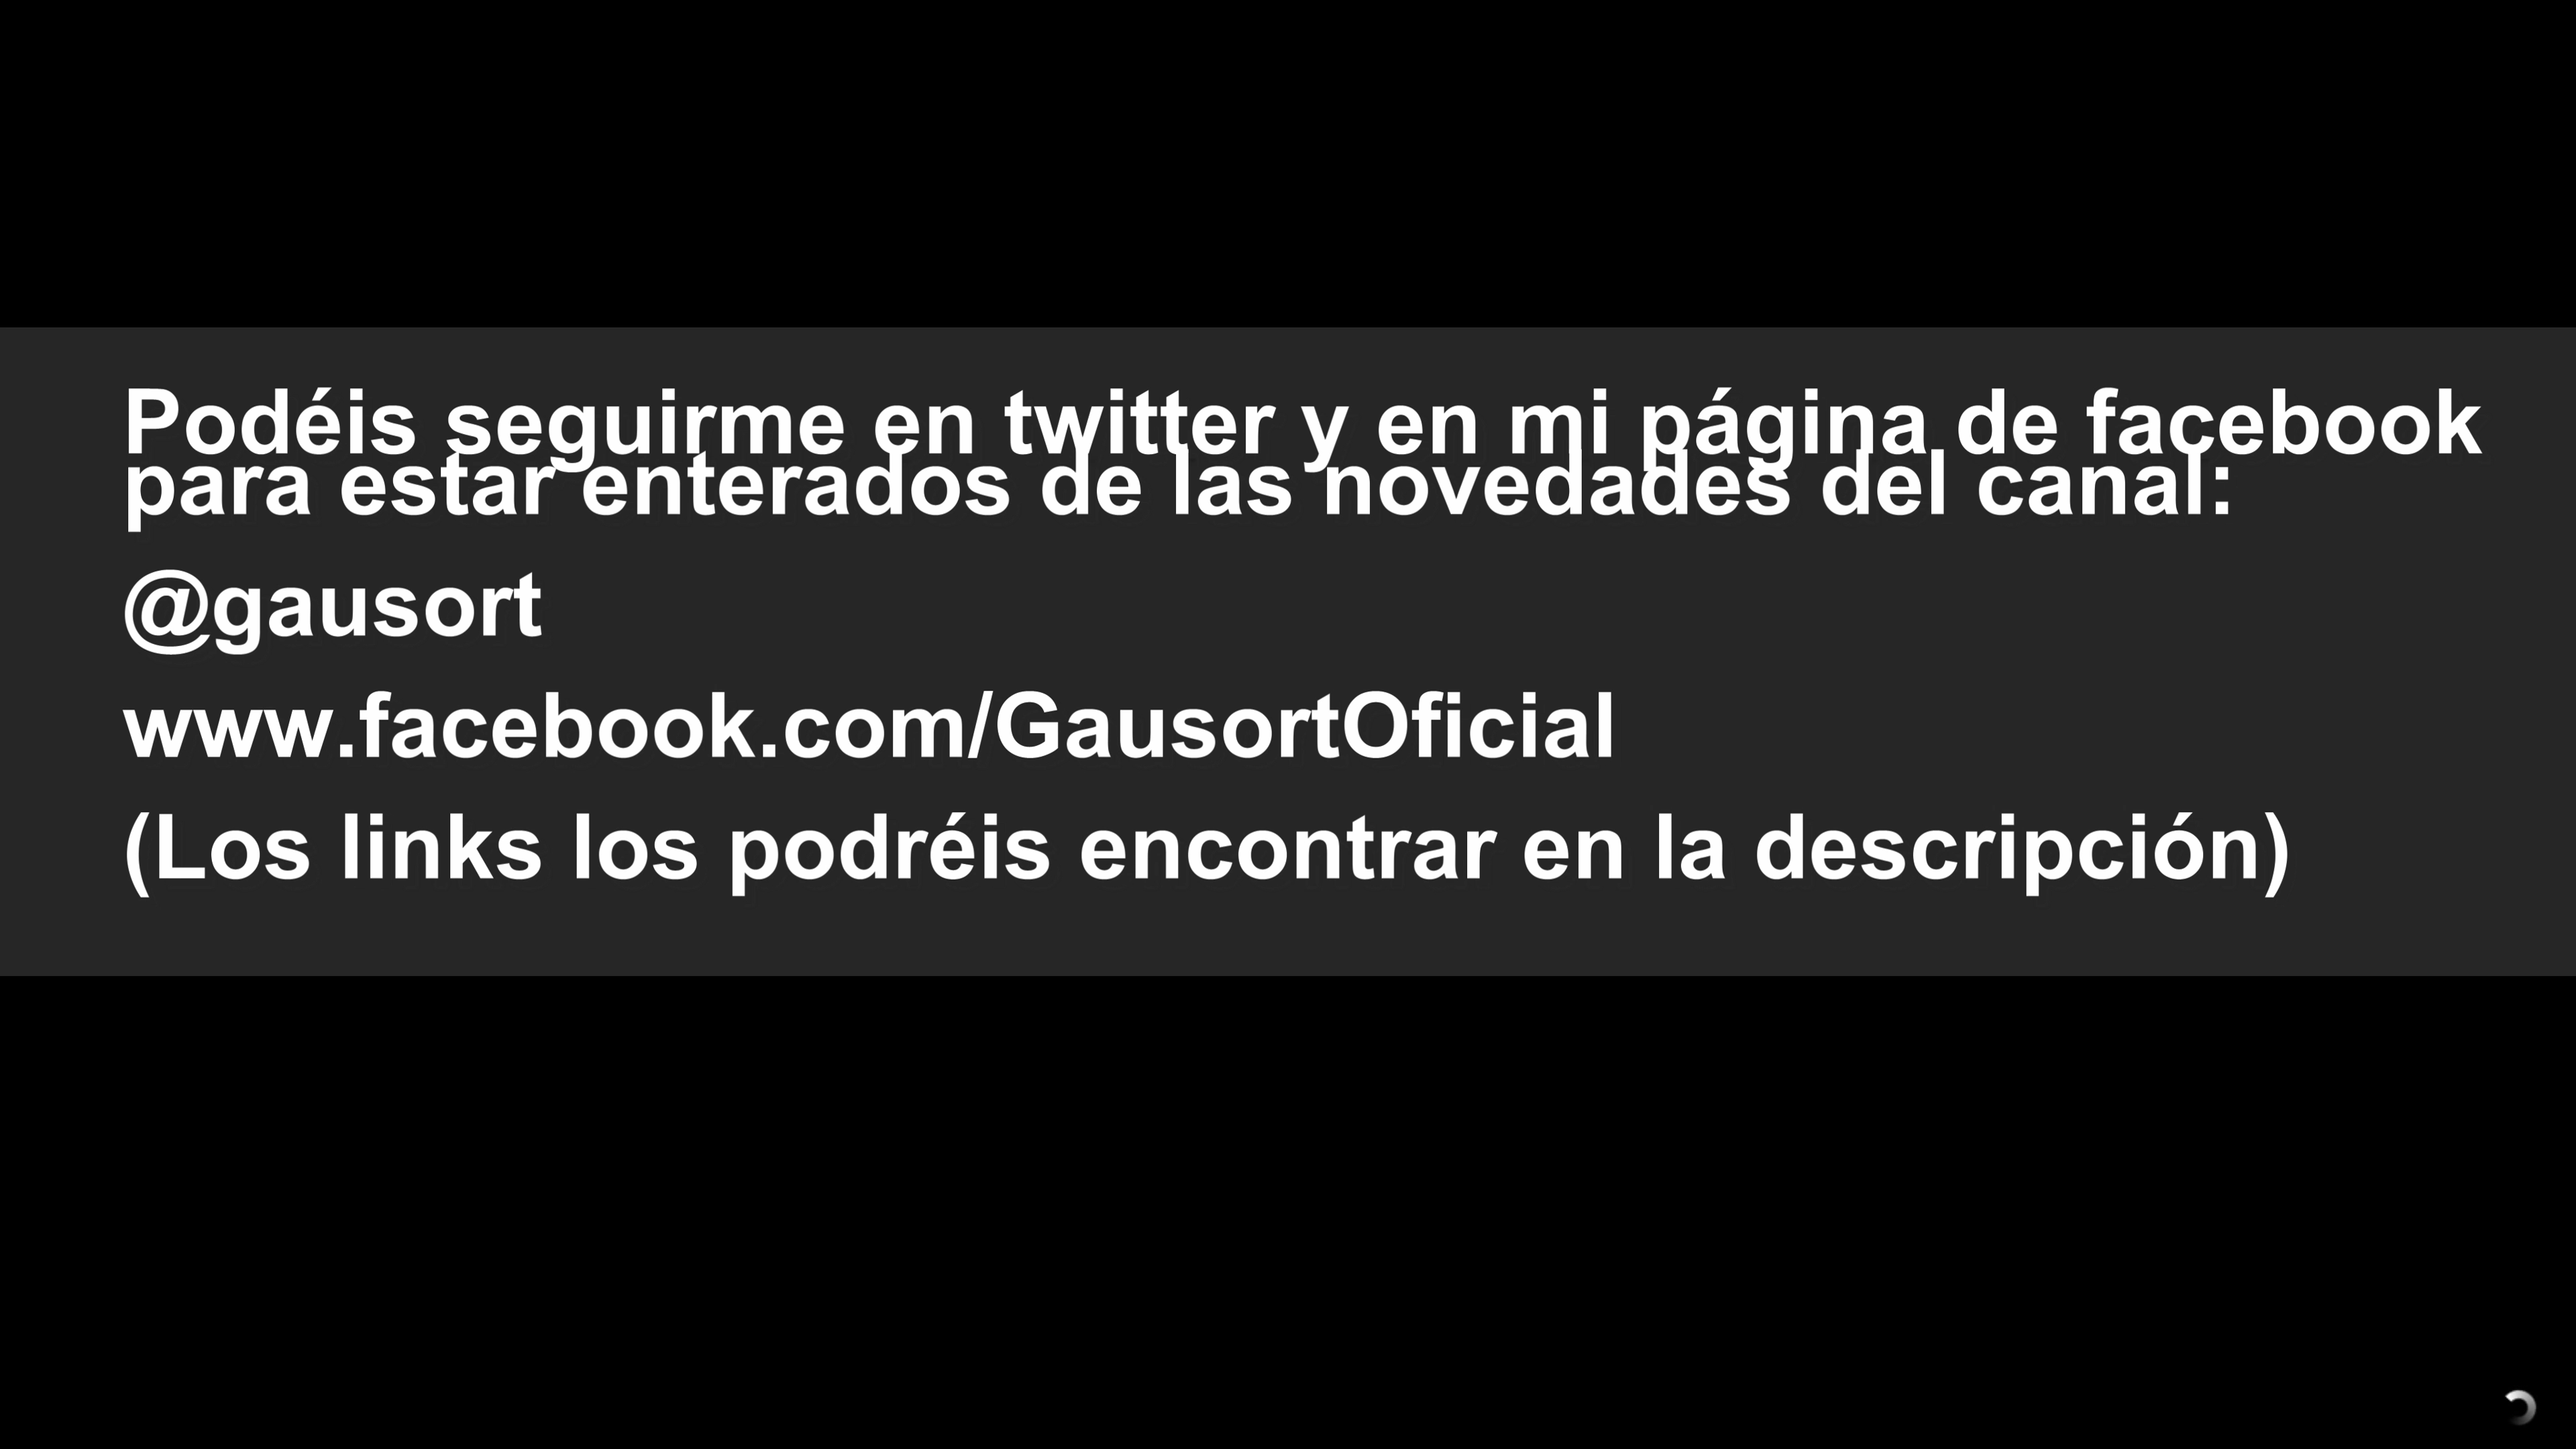 Podéis seguirme en twitter y en mi página de facebook
para estar enterados de las novedades del canal:
@gausort
www.facebook.com/GausortOficial
(Los links los podréis encontrar en la descripción)